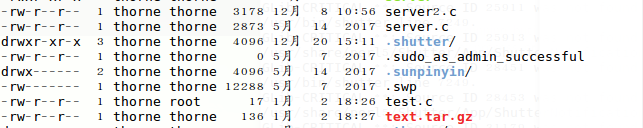 -rw-r--r-- 1 thorne thorne 3178 12月 8 10:56 server2.c
-rw-r--r-- 1 thorne thorne 2873 5月 14 2017 server.c
drwxr-xr-x 3 thorne thorne 4096 12月 20 15:11 .shutter/
-rw-r--r-- 1 thorne thorne 0 5月 7 2017 .sudo_as_admin_successful
drwx------ 2 thorne thorne 4096 5月 14 2017 .sunpinyin/
-rw------- 1 thorne thorne 12288 5月 7 2017 .swp
-rw-r--r-- 1 thorne root 17 1月 2 18:26 test.c
-rw-r--r-- 1 thorne thorne 136 1月 2 18:27 text.tar.gz